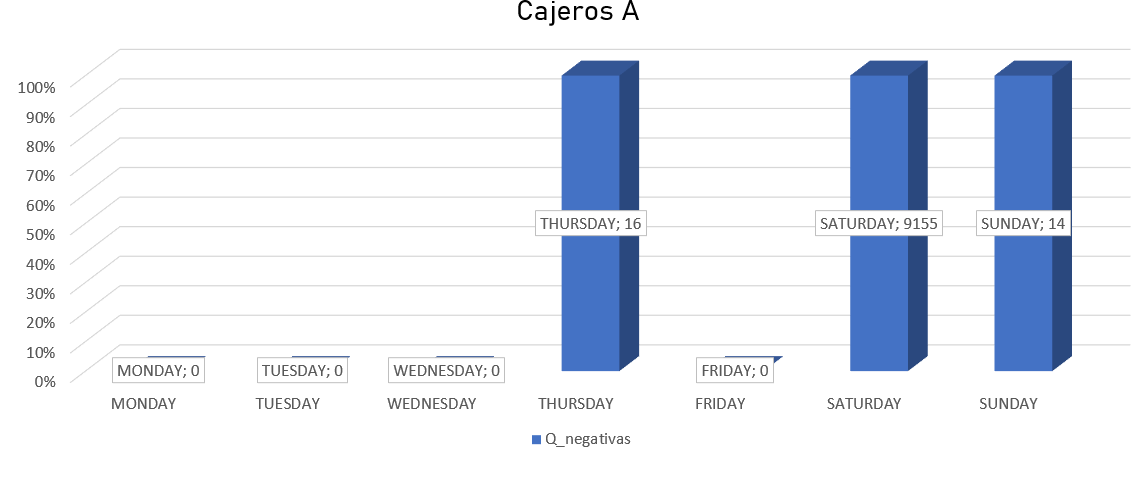 Cajeros A
100%
90%
80%
70%
60%
50%
40%
30%
20%
10%
0%
THURSDAY; 16
SATURDAY; 9155
SUNDAY; 14
MONDAY; 0
TUESDAY; 0
WEDNESDAY; 0
FRIDAY; 0
MONDAY
TUESDAY
WEDNESDAY
THURSDAY
FRIDAY
SATURDAY
SUNDAY
Q_negativas